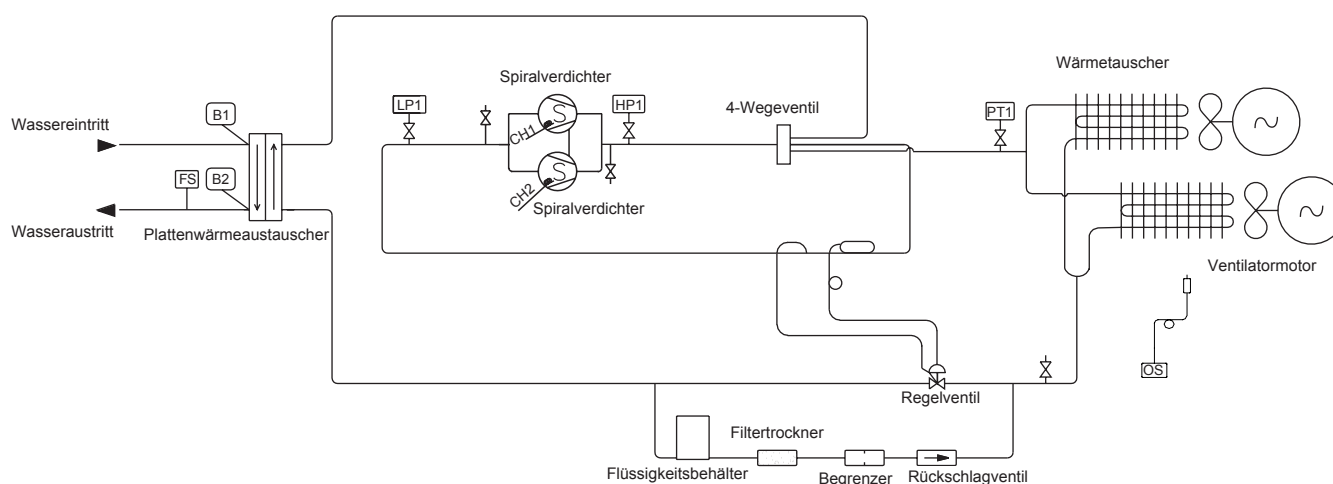 Spiralverdichter
Wärmetauscher
LP1
HP1
4-Wegeventil
PT1
B1
CH1
Wassereintritt
FS
B2
CH2
Spiralverdichter
Wasseraustritt
Plattenwärmeaustauscher
Ventilatormotor
OS
Regelventil
Filtertrockner
Flüssigkeitsbehälter
Begrenzer
Rückschlagventil